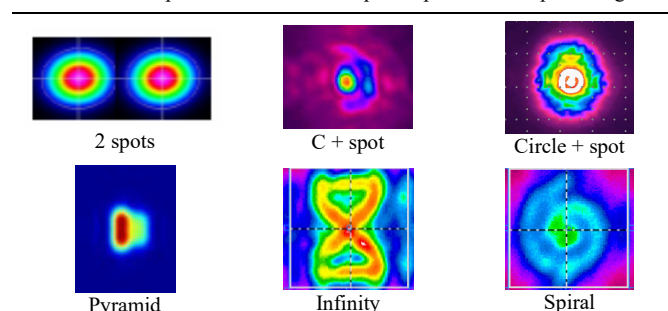 2 spots
C + spot
Circle + spot
Pyramid
Infinity
Spiral